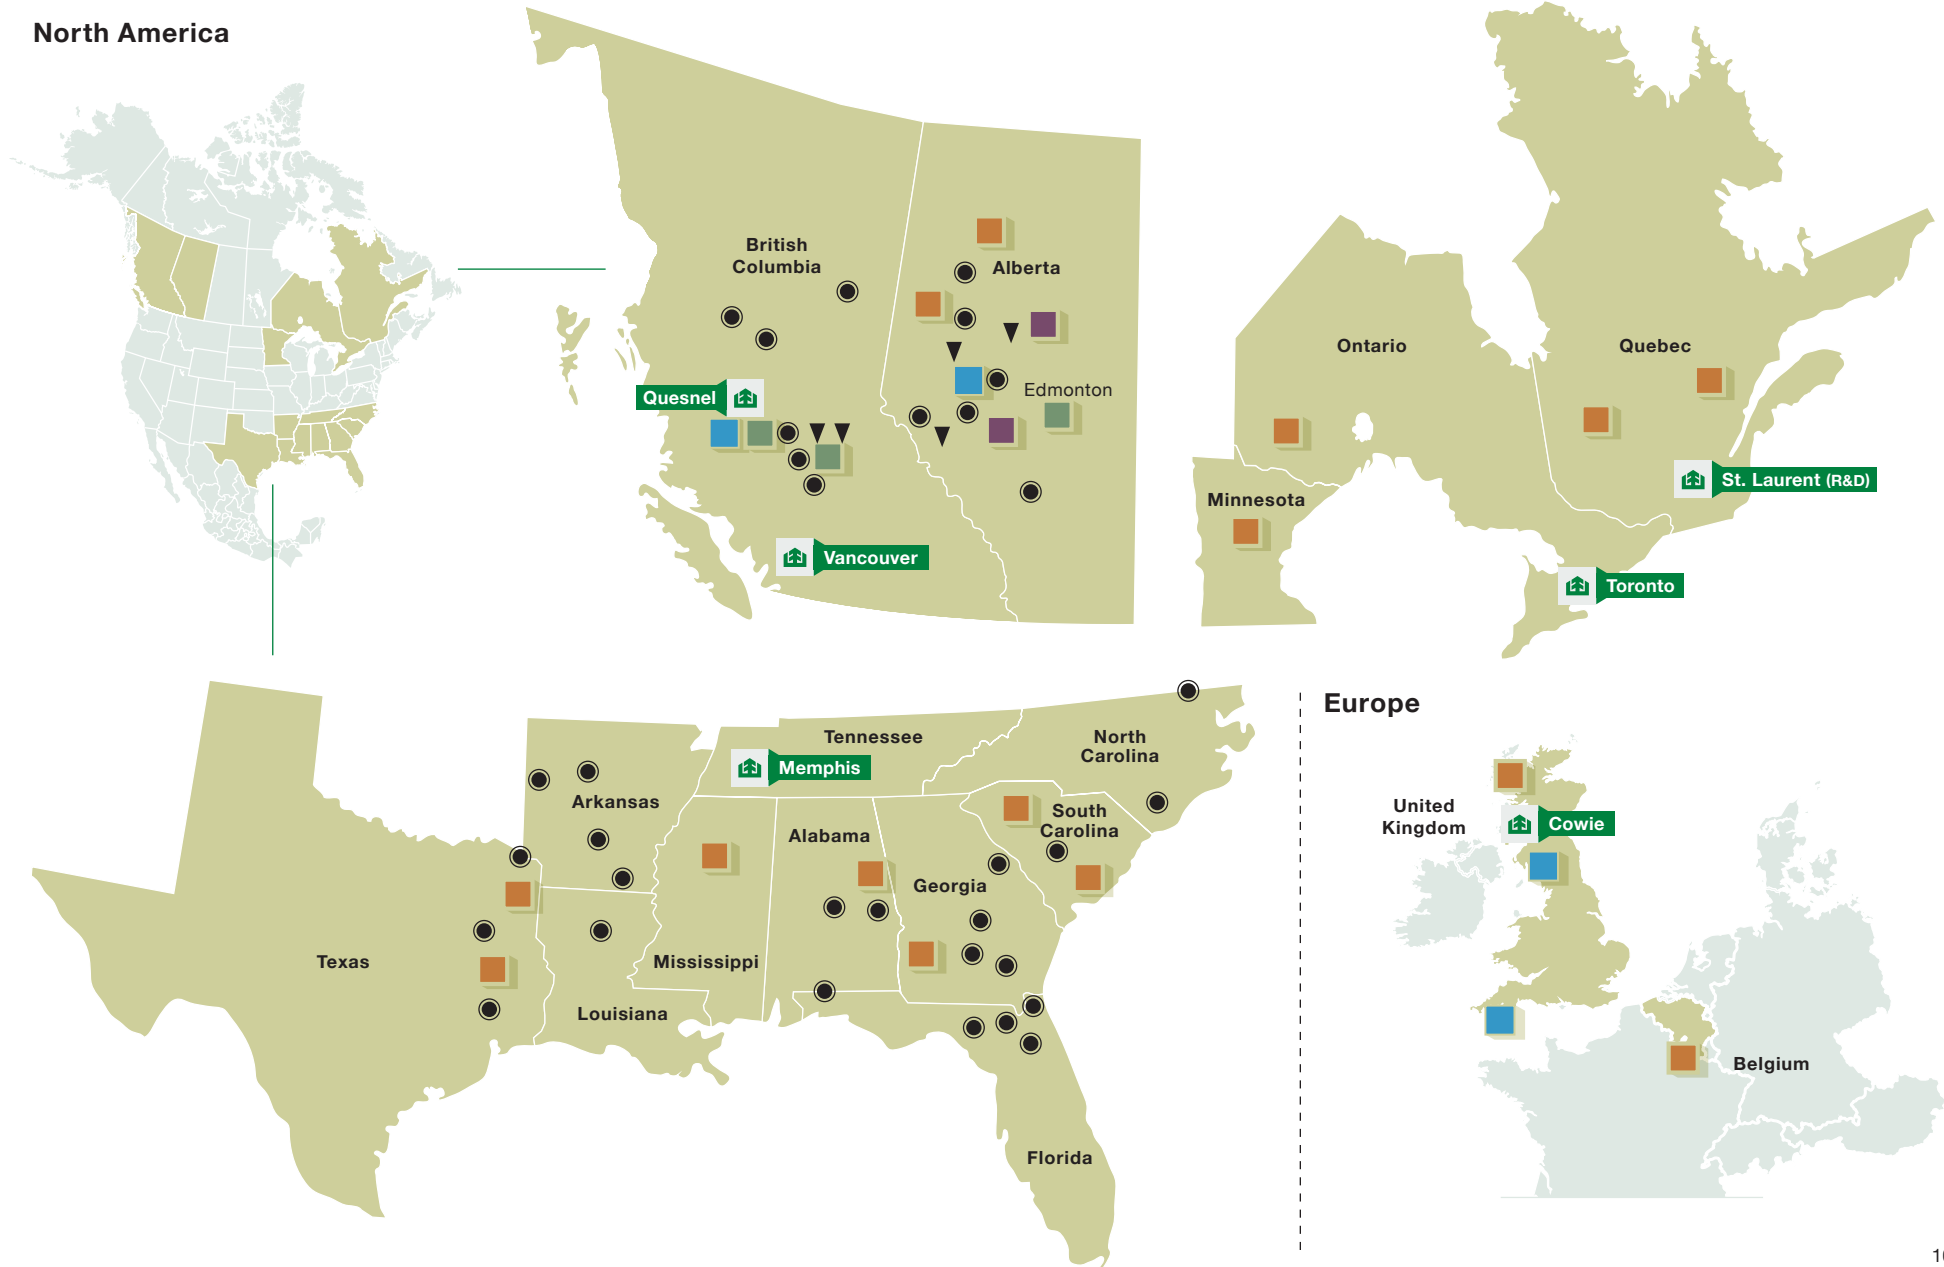 North America
British
Columbia
Alberta
Edmonton
Quesnel
Vancouver
Ontario
Quebec
Minnesota
St. Laurent (R&D)
Toronto
Tennessee
Memphis
North
Carolina
Arkansas
South
Carolina
Alabama
Georgia
Texas
Mississippi
Louisiana
Florida
Europe
United
Kingdom
Cowie
Belgium